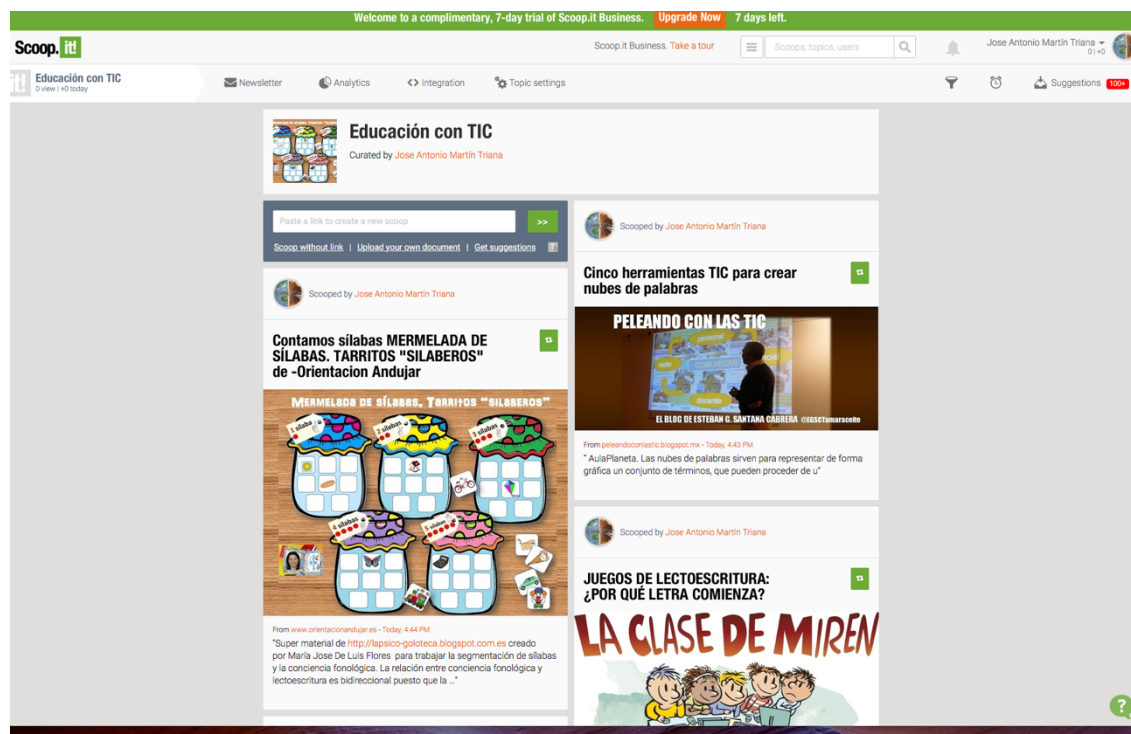 Welcome to a complimentary, 7-day trial of Scoop.it Business. Upgrade Now 7 days left.
Scoop.it!
Scoop.it Business. Take a tour
Scoops, topics, users
Jose Antonio Martín Triana
0 | +0
it!
Educación con TIC
0 view | +0 today
Newsletter
Analytics
Integration
Topic settings
Suggestions 100+
Educación con TIC
Curated by Jose Antonio Martín Triana
Paste a link to create a new scoop >>
Scoop without link | Upload your own document | Get suggestions ?
Scooped by Jose Antonio Martín Triana
Contamos sílabas MERMELADA DE
SÍLABAS. TARRITOS "SILABEROS"
de -Orientacion Andujar
MERMELADA DE SÍLABAS, TARRITOS "SILABEROS"
1 sílaba
2 sílabas
3 sílabas
4 sílabas
5 sílabas
From www.orientacionandujar.es - Today, 4:44 PM
"Super material de http://lapsico-goloteca.blogspot.com.es creado
por María Jose De Luis Flores para trabajar la segmentación de sílabas
y la conciencia fonológica. La relación entre conciencia fonológica y
lectoescritura es bidireccional puesto que la ..."
Scooped by Jose Antonio Martín Triana
Cinco herramientas TIC para crear
nubes de palabras
PELEANDO CON LAS TIC
personal
COMUNICAR
docente
EL BLOG DE ESTEBAN G. SANTANA CABRERA @EGSCTamaraceite
From peleandoconlastic.blogspot.mx - Today, 4:43 PM
" AulaPlaneta. Las nubes de palabras sirven para representar de forma
gráfica un conjunto de términos, que pueden proceder de u"
Scooped by Jose Antonio Martín Triana
JUEGOS DE LECTOESCRITURA:
¿POR QUÉ LETRA COMIENZA?
LA CLASE DE MIREN
?